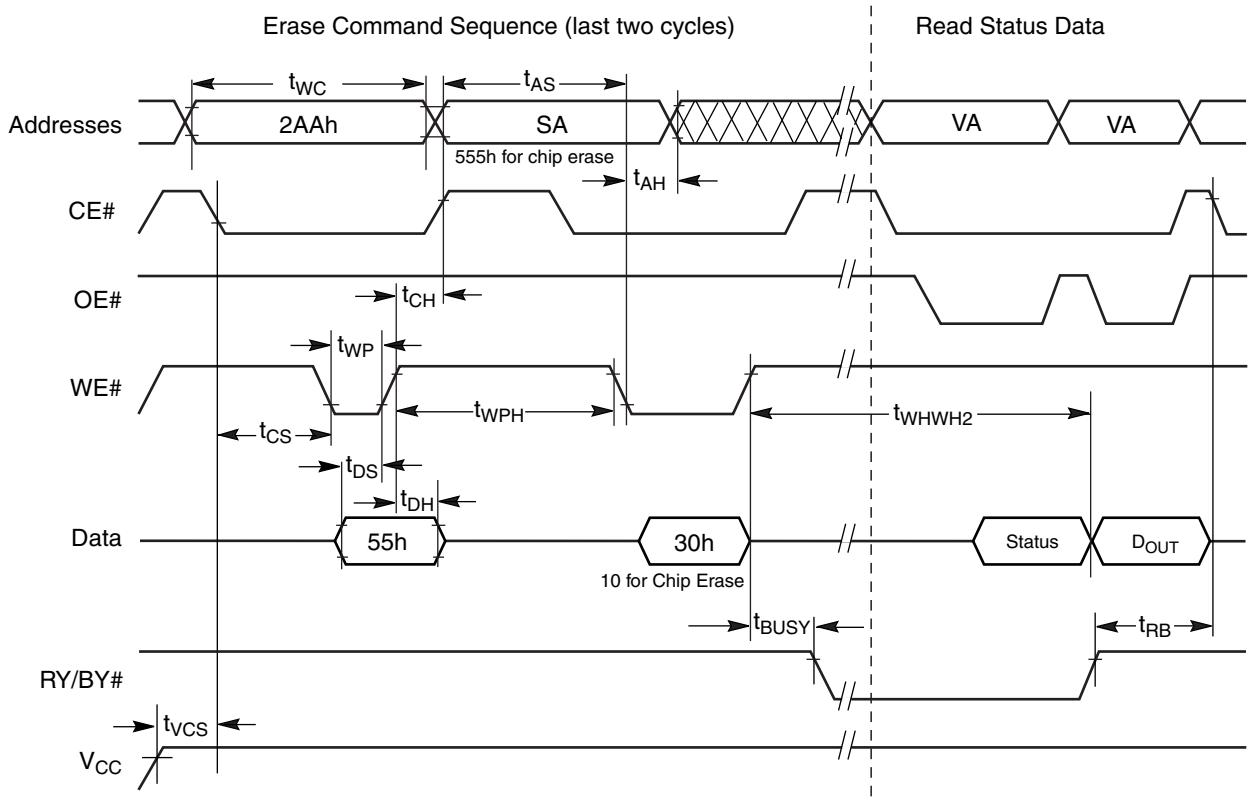 Erase Command Sequence (last two cycles)
Read Status Data
tWC
tAS
Addresses
2AAh
SA
VA
VA
555h for chip erase
tAH
CE#
OE#
tCH
tWP
WE#
tWPH
tWHWH2
tCS
tDS
tDH
Data
55h
30h
Status
DOUT
10 for Chip Erase
tBUSY
tRB
RY/BY#
tVCS
VCC